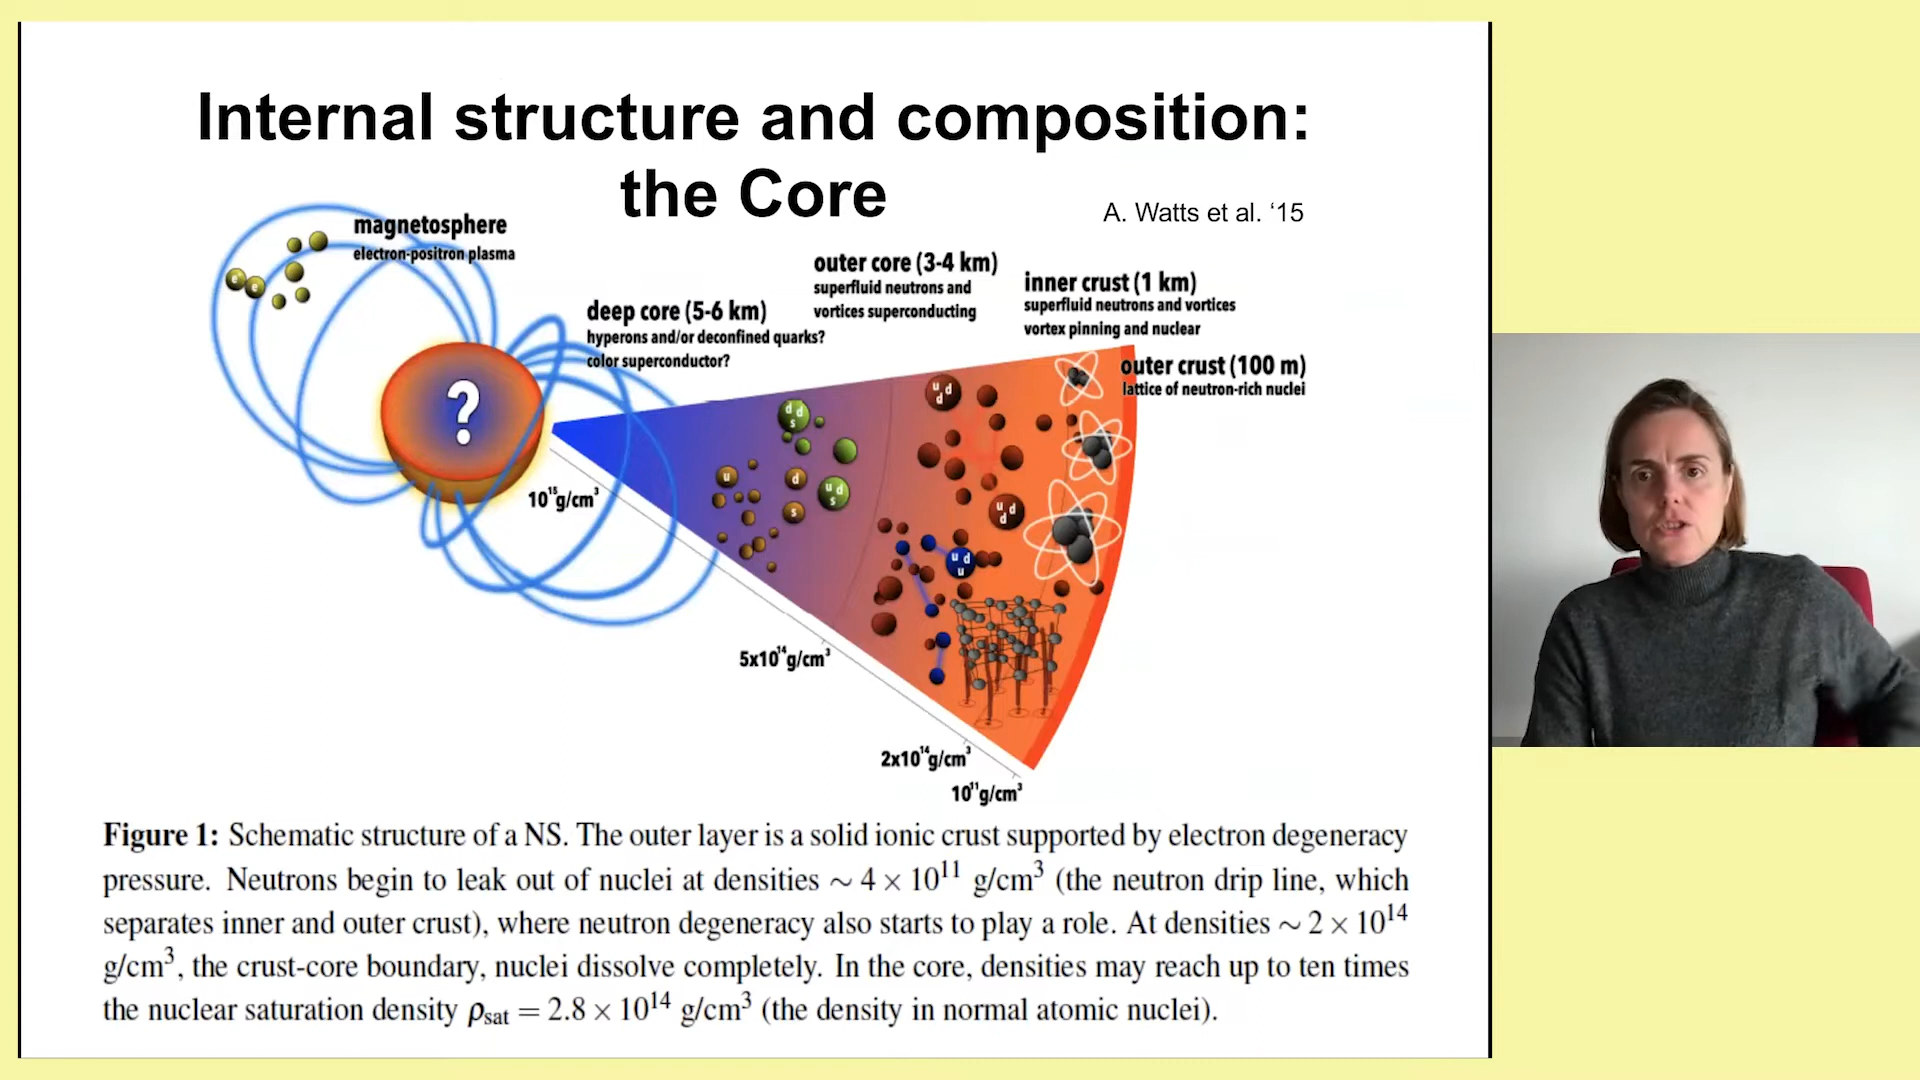 Internal structure and composition:
the Core
A. Watts et al. ‘15
magnetosphere
electron-positron plasma
e
e
deep core (5-6 km)
hyperons and/or deconfined quarks?
color superconductor?
outer core (3-4 km)
superfluid neutrons and
vortices superconducting
inner crust (1 km)
superfluid neutrons and vortices
vortex pinning and nuclear
outer crust (100 m)
lattice of neutron-rich nuclei
?
d d
s
u d
d
u
d
u d
s
s
u d
d
u d
u
10¹⁵g/cm³
5x10¹⁴g/cm³
2x10¹⁴g/cm³
10¹¹g/cm³
Figure 1: Schematic structure of a NS. The outer layer is a solid ionic crust supported by electron degeneracy
pressure. Neutrons begin to leak out of nuclei at densities ∼ 4 × 10¹¹ g/cm³ (the neutron drip line, which
separates inner and outer crust), where neutron degeneracy also starts to play a role. At densities ∼ 2 × 10¹⁴
g/cm³, the crust-core boundary, nuclei dissolve completely. In the core, densities may reach up to ten times
the nuclear saturation density ρsat = 2.8 × 10¹⁴ g/cm³ (the density in normal atomic nuclei).